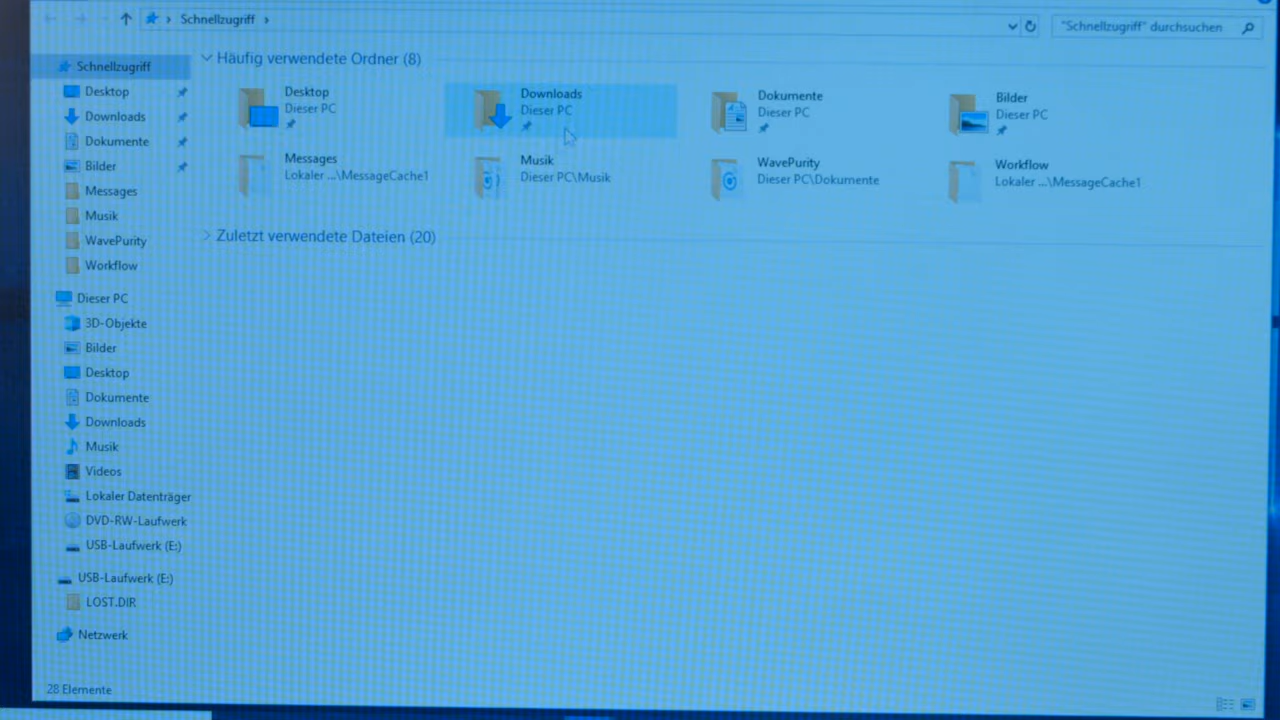 Schnellzugriff
"Schnellzugriff" durchsuchen
Schnellzugriff
Desktop
Downloads
Dokumente
Bilder
Messages
Musik
WavePurity
Workflow
Dieser PC
3D-Objekte
Bilder
Desktop
Dokumente
Downloads
Musik
Videos
Lokaler Datenträger
DVD-RW-Laufwerk
USB-Laufwerk (E:)
USB-Laufwerk (E:)
LOST.DIR
Netzwerk
Häufig verwendete Ordner (8)
Desktop
Dieser PC
Downloads
Dieser PC
Dokumente
Dieser PC
Bilder
Dieser PC
Messages
Lokaler ...\MessageCache1
Musik
Dieser PC\Musik
WavePurity
Dieser PC\Dokumente
Workflow
Lokaler ...\MessageCache1
Zuletzt verwendete Dateien (20)
28 Elemente